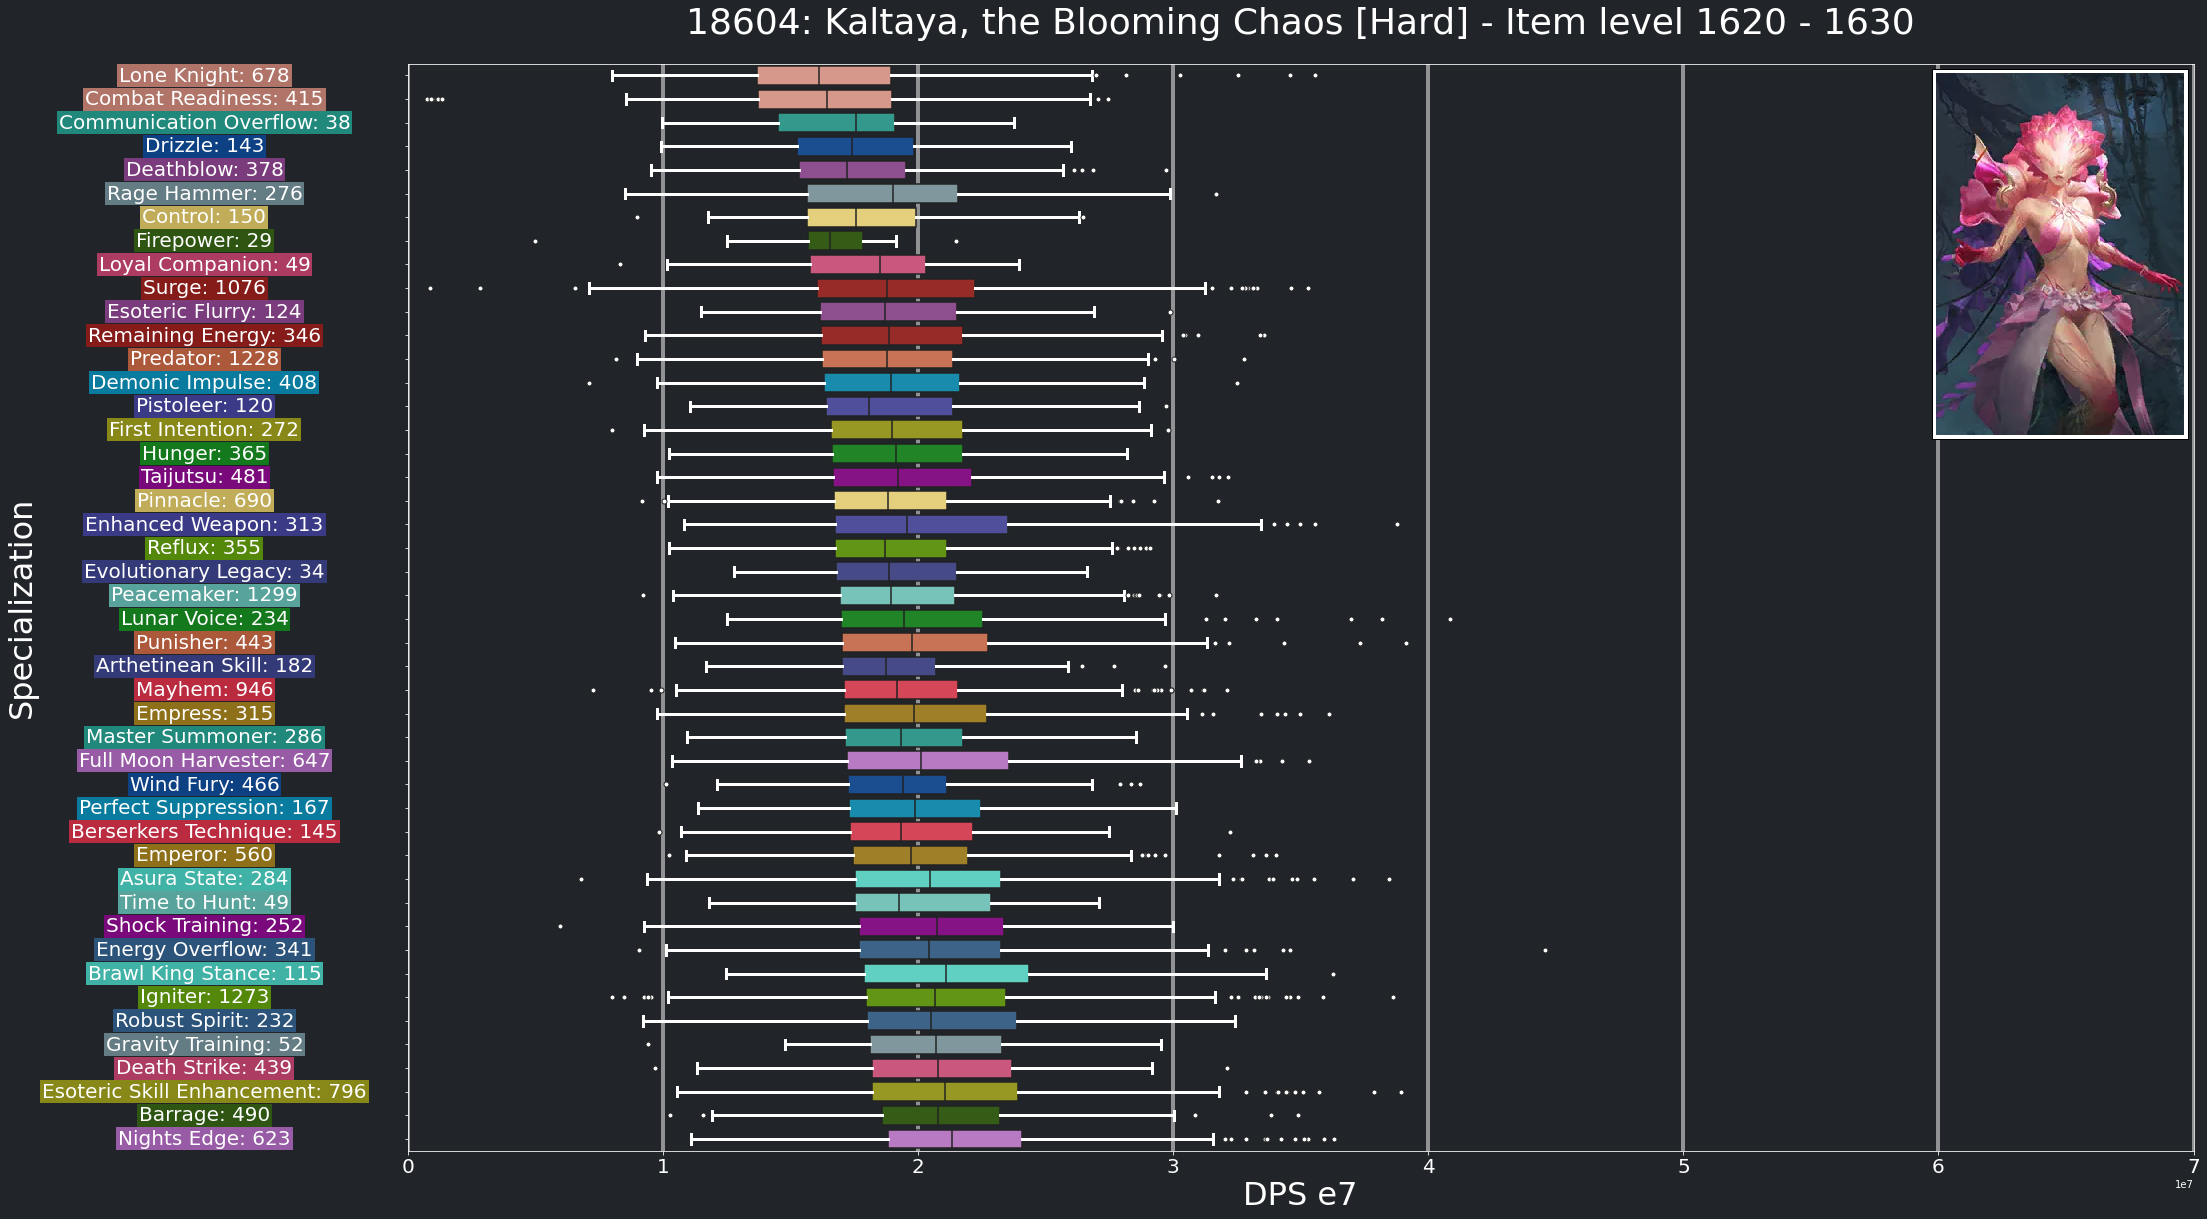 18604: Kaltaya, the Blooming Chaos [Hard] - Item level 1620 - 1630
Specialization
Lone Knight: 678
Combat Readiness: 415
Communication Overflow: 38
Drizzle: 143
Deathblow: 378
Rage Hammer: 276
Control: 150
Firepower: 29
Loyal Companion: 49
Surge: 1076
Esoteric Flurry: 124
Remaining Energy: 346
Predator: 1228
Demonic Impulse: 408
Pistoleer: 120
First Intention: 272
Hunger: 365
Taijutsu: 481
Pinnacle: 690
Enhanced Weapon: 313
Reflux: 355
Evolutionary Legacy: 34
Peacemaker: 1299
Lunar Voice: 234
Punisher: 443
Arthetinean Skill: 182
Mayhem: 946
Empress: 315
Master Summoner: 286
Full Moon Harvester: 647
Wind Fury: 466
Perfect Suppression: 167
Berserkers Technique: 145
Emperor: 560
Asura State: 284
Time to Hunt: 49
Shock Training: 252
Energy Overflow: 341
Brawl King Stance: 115
Igniter: 1273
Robust Spirit: 232
Gravity Training: 52
Death Strike: 439
Esoteric Skill Enhancement: 796
Barrage: 490
Nights Edge: 623
0 1 2 3 4 5 6 7
1e7
DPS e7